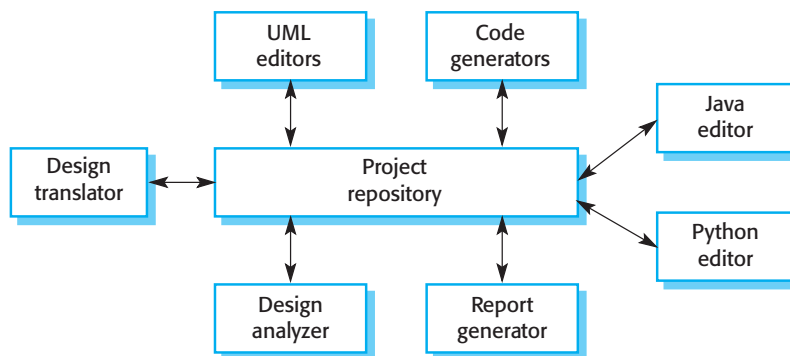 UML
editors
Code
generators
Java
editor
Design
translator
Project
repository
Python
editor
Design
analyzer
Report
generator